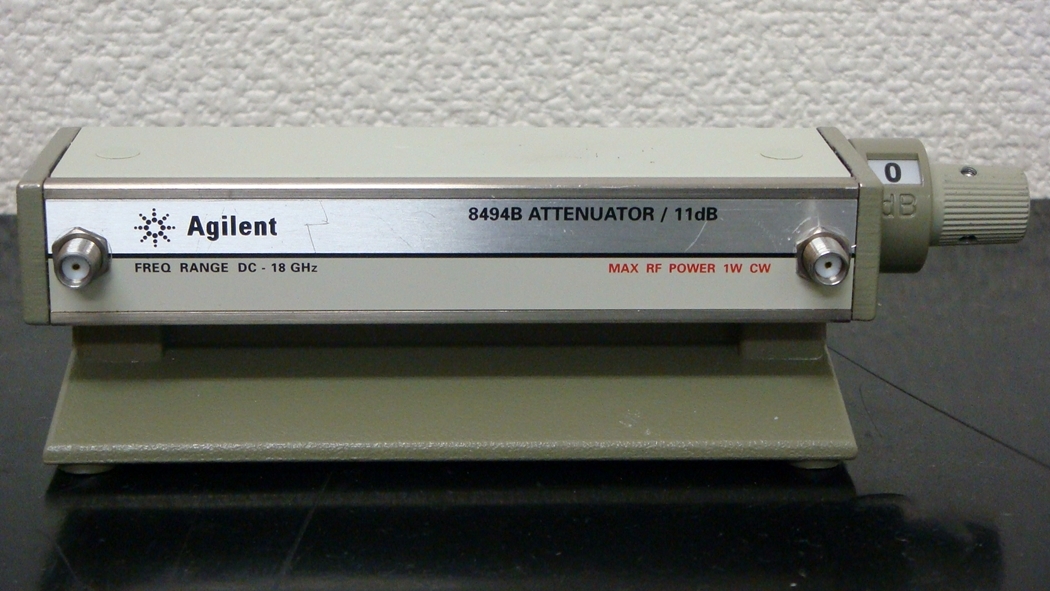 8494B ATTENUATOR / 11dB
Agilent
FREQ RANGE DC - 18 GHz
MAX RF POWER 1W CW
0
dB